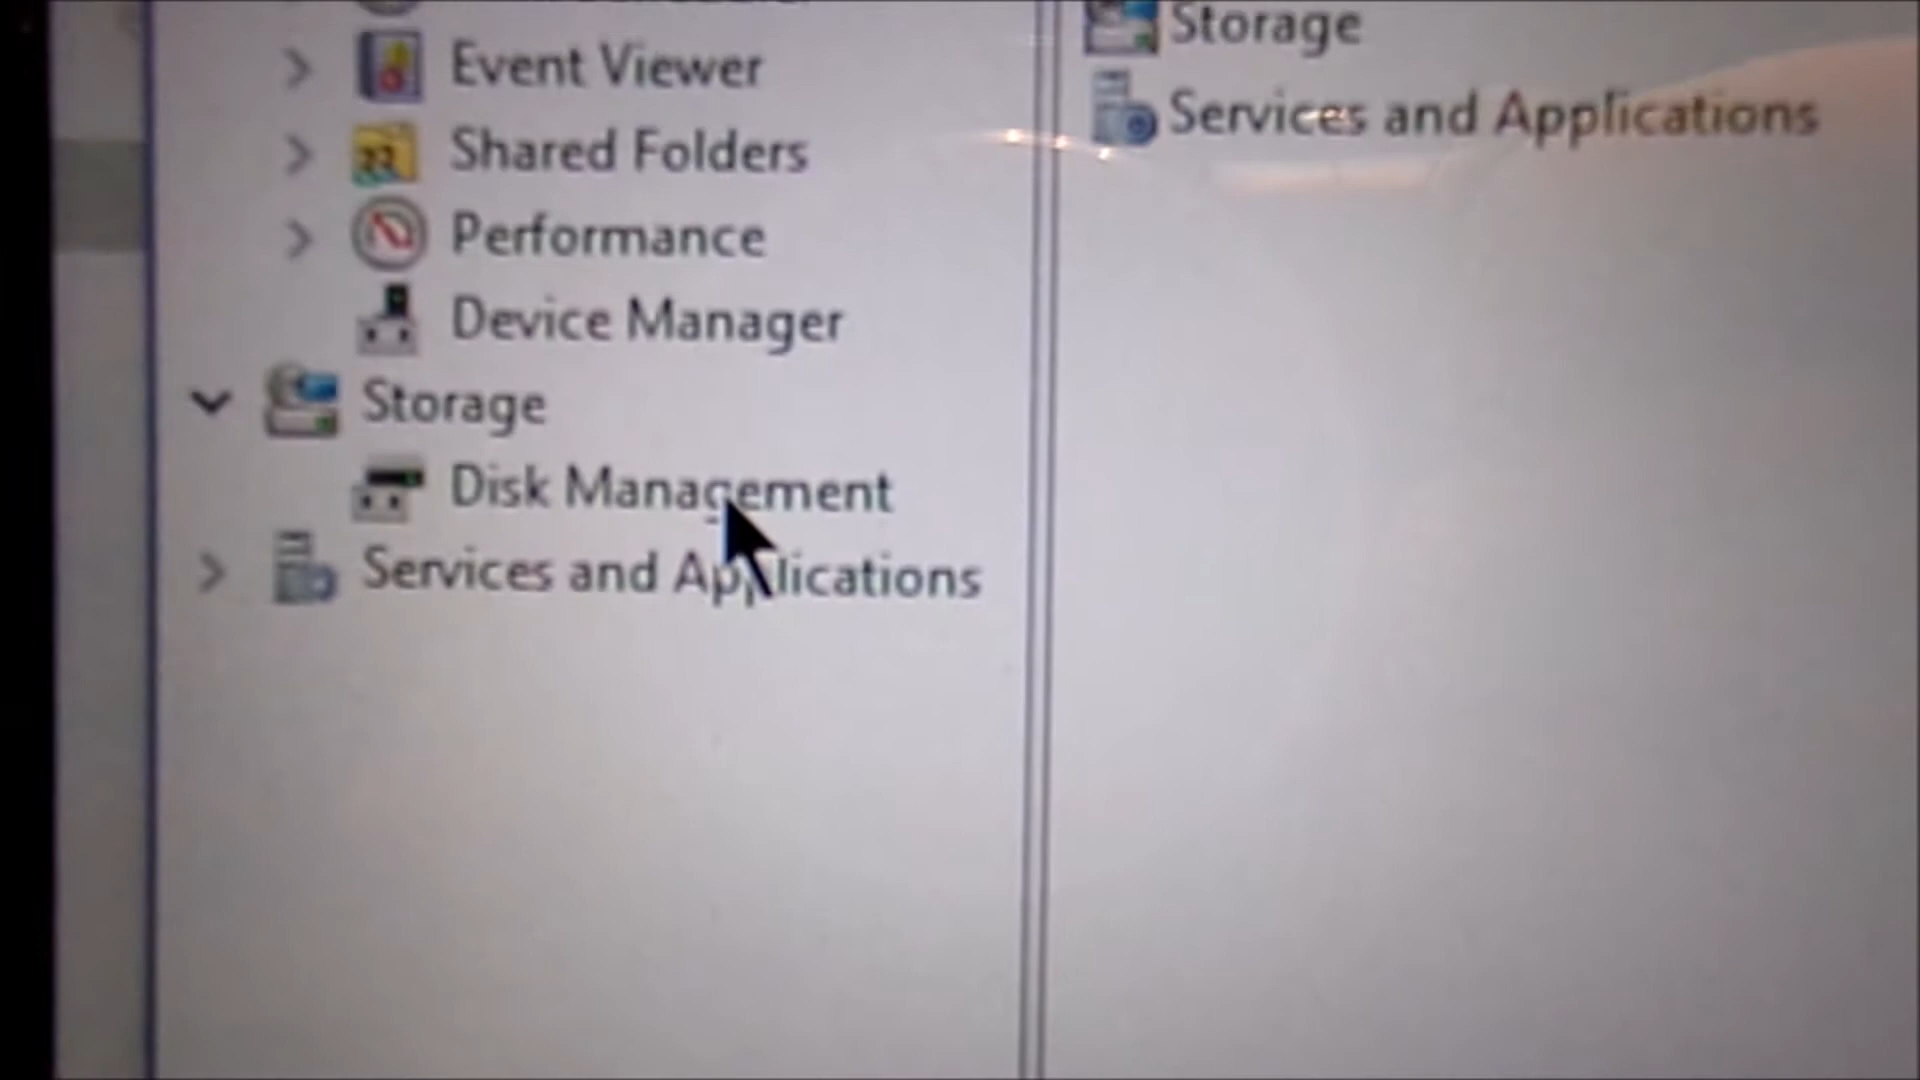 Event Viewer
Shared Folders
Performance
Device Manager
Storage
Disk Management
Services and Applications
Storage
Services and Applications